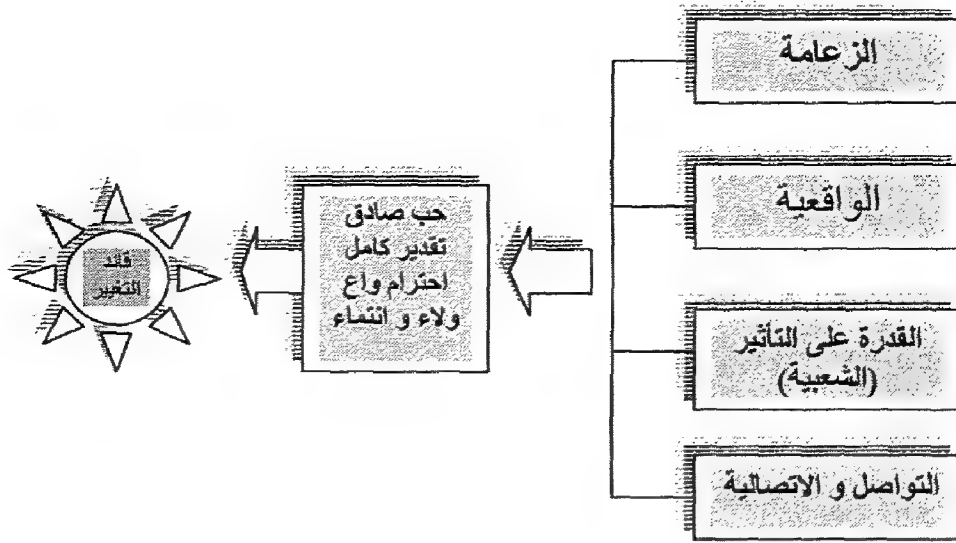 الزعامة
الواقعية
القدرة على التأثير
(الشعبية)
التواصل و الاتصالية
حب صادق
تقدير كامل
احترام واع
ولاء و انتماء
قائد
التغيير